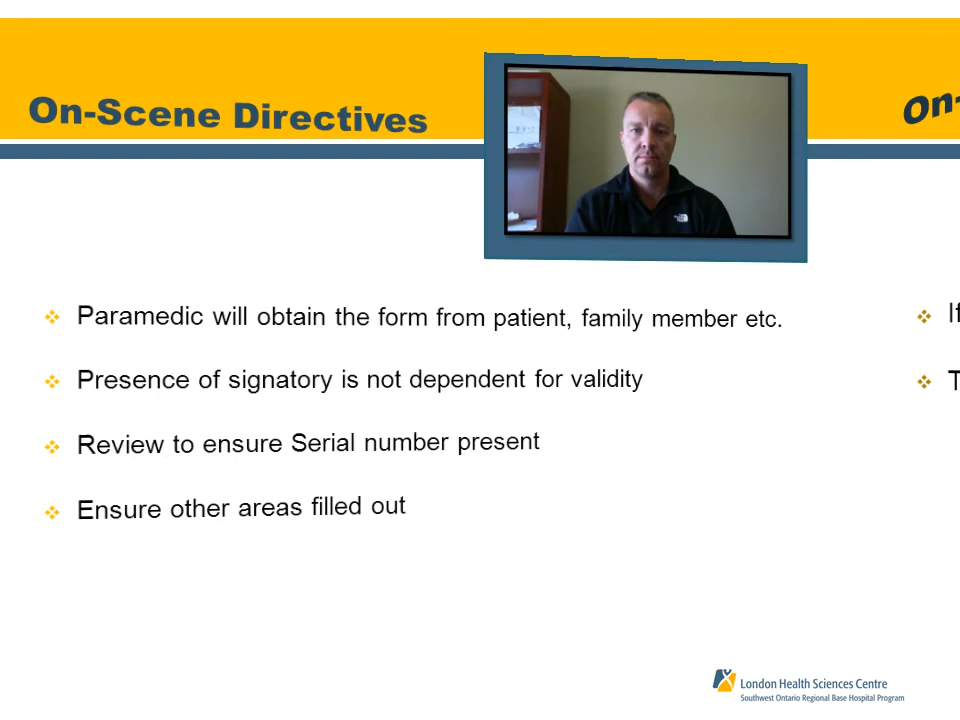 On-Scene Directives
On-
Paramedic will obtain the form from patient, family member etc.
If
Presence of signatory is not dependent for validity
T
Review to ensure Serial number present
Ensure other areas filled out
London Health Sciences Centre
Southwest Ontario Regional Base Hospital Program